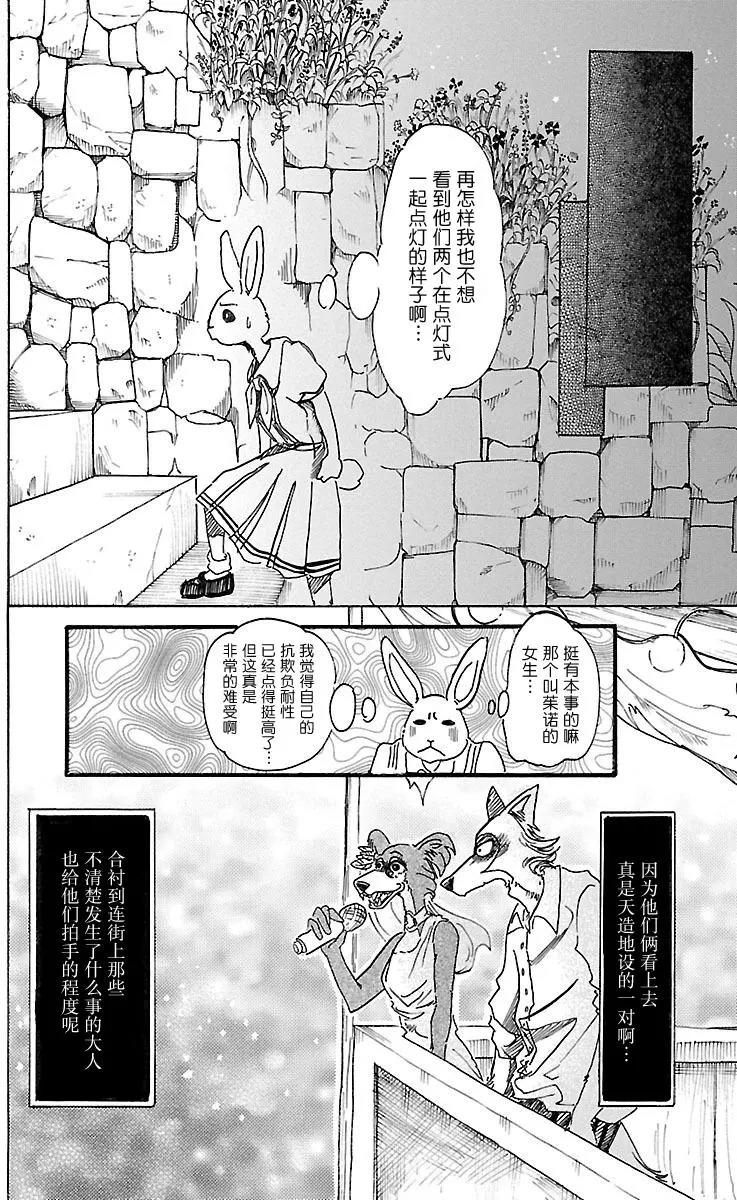 再怎样我也不想
看到他们两个在点灯式
一起点灯的样子啊…
挺有本事的嘛
那个叫茱诺的
女生…
我觉得自己的
抗欺负耐性
已经点得挺高了…
但这真是
非常的难受啊
因为他们俩看上去
真是天造地设的一对啊…
合衬到连街上那些
不清楚发生了什么事的大人
也给他们拍手的程度呢